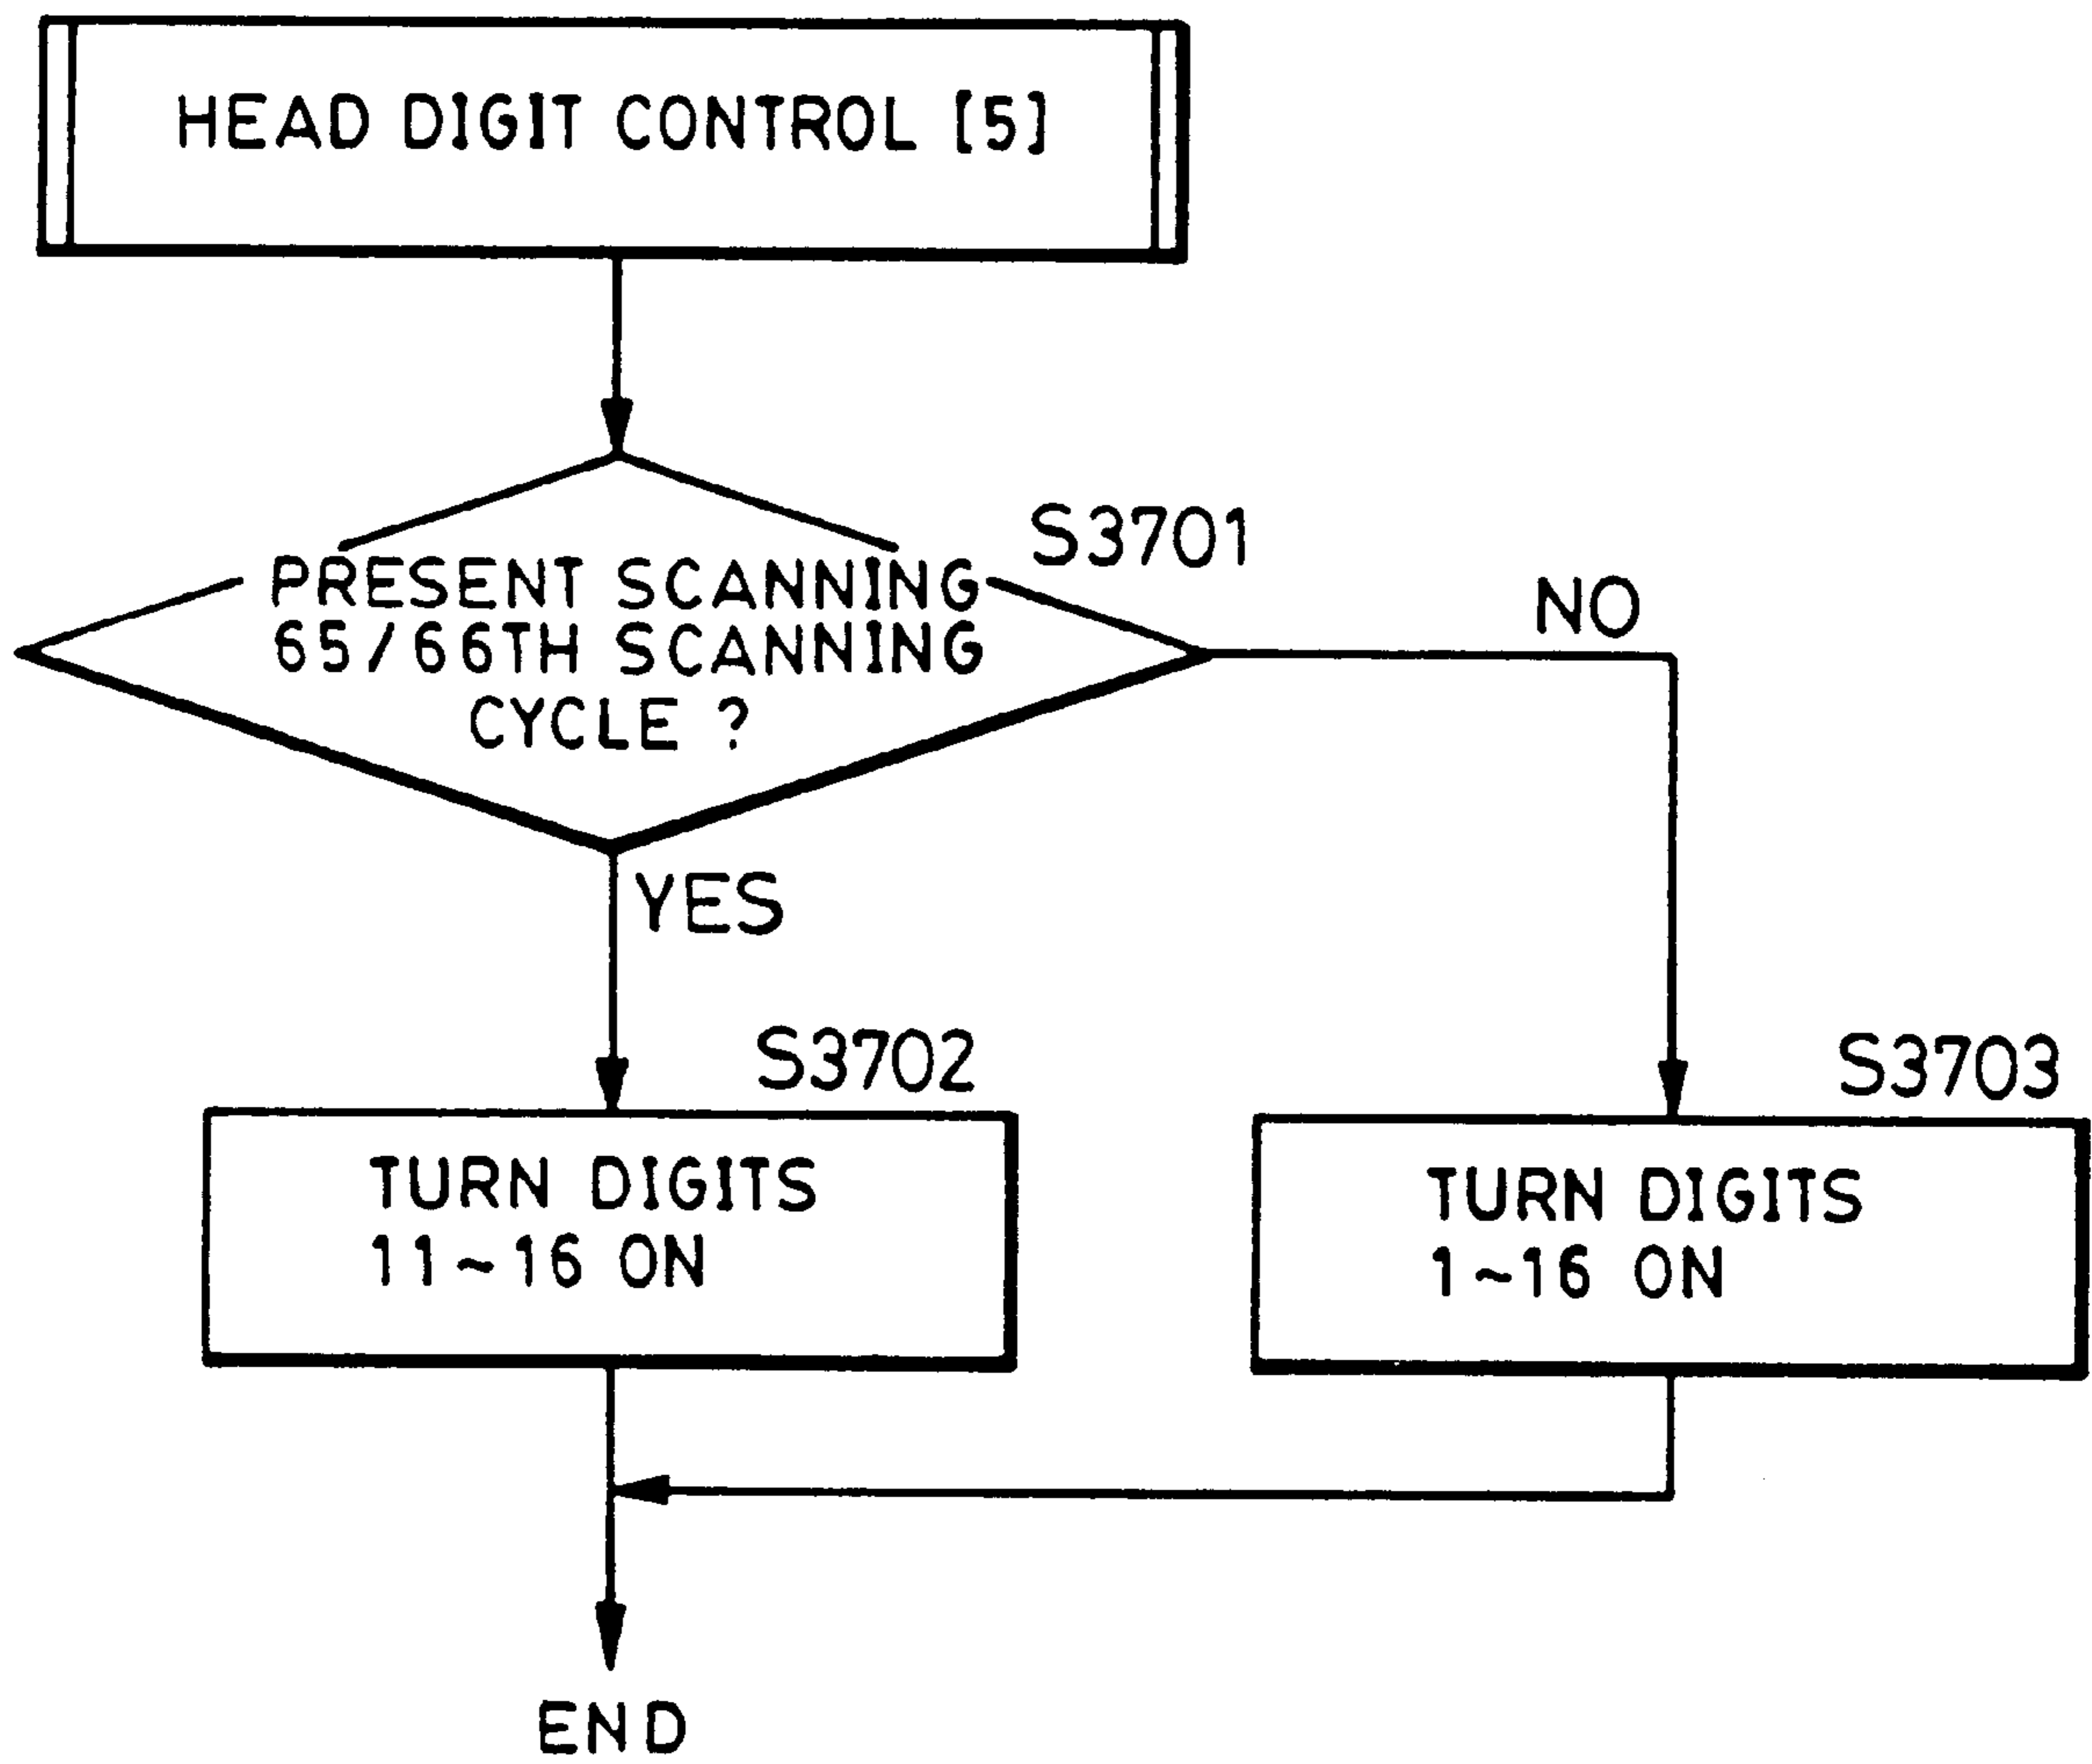 HEAD DIGIT CONTROL [5]
S3701
PRESENT SCANNING
65/66TH SCANNING
CYCLE ?
NO
YES
S3702
TURN DIGITS
11~16 ON
S3703
TURN DIGITS
1~16 ON
END